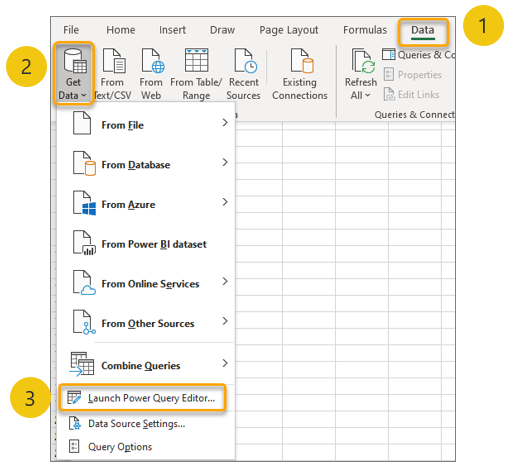 1
File Home Insert Draw Page Layout Formulas Data
2
Queries & Co
Properties
Edit Links
Get Data
From Text/CSV
From Web
From Table/ Range
Recent Sources
Existing Connections
Refresh All
Queries & Connect
From File
From Database
From Azure
From Power BI dataset
From Online Services
From Other Sources
Combine Queries
3
Launch Power Query Editor...
Data Source Settings...
Query Options